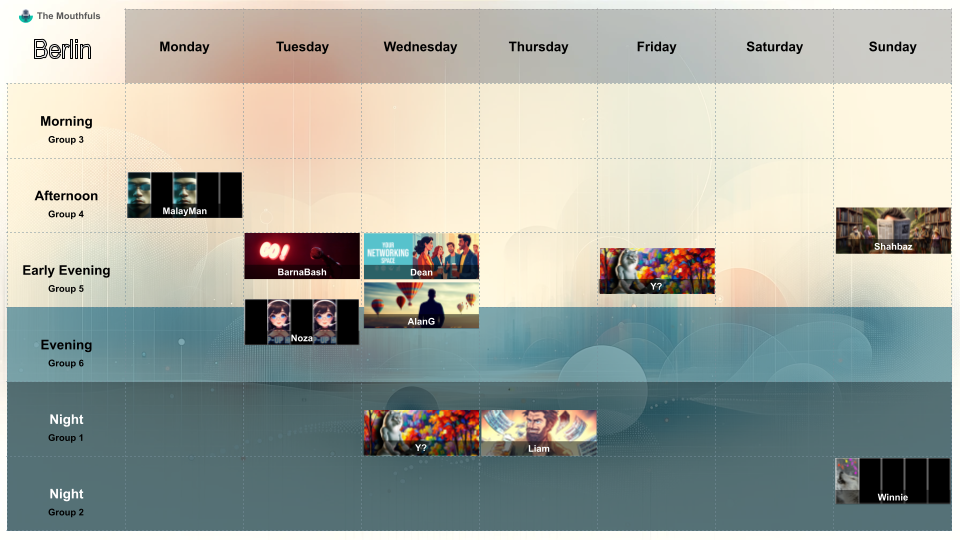 The Mouthfuls
Berlin
Monday
Tuesday
Wednesday
Thursday
Friday
Saturday
Sunday
Morning
Group 3
Afternoon
Group 4
MalayMan
Shahbaz
Early Evening
Group 5
BarnaBash
YOUR
NETWORKING
SPACE
Dean
Y?
AlanG
Noza
Evening
Group 6
Night
Group 1
Y?
Liam
Night
Group 2
Winnie